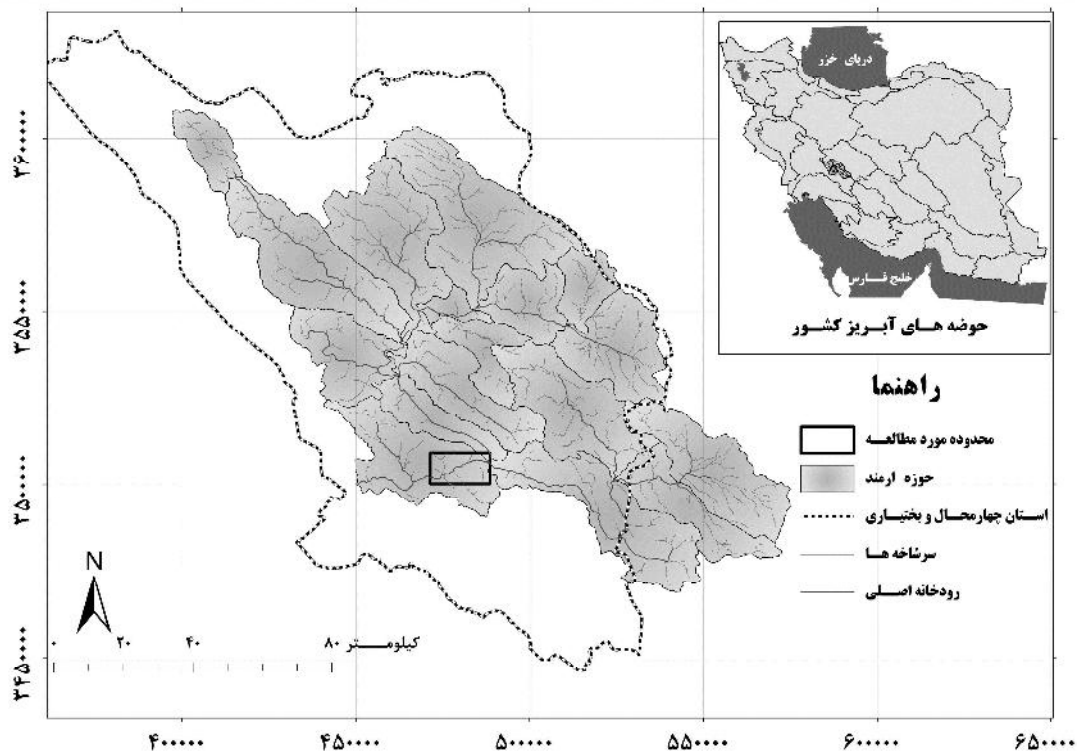 دریای خزر
خلیج فارس
حوضه های آبریز کشور
راهنما
محدوده مورد مطالعه
حوزه ارمند
استان چهارمحال و بختیاری
سرشاخه ها
رودخانه اصلی
N
۰ ۲۰ ۴۰ ۸۰ کیلومتر
۳۶۰۰۰۰۰
۳۵۵۰۰۰۰
۳۵۰۰۰۰۰
۳۴۵۰۰۰۰
۴۰۰۰۰۰ ۴۵۰۰۰۰ ۵۰۰۰۰۰ ۵۵۰۰۰۰ ۶۰۰۰۰۰ ۶۵۰۰۰۰